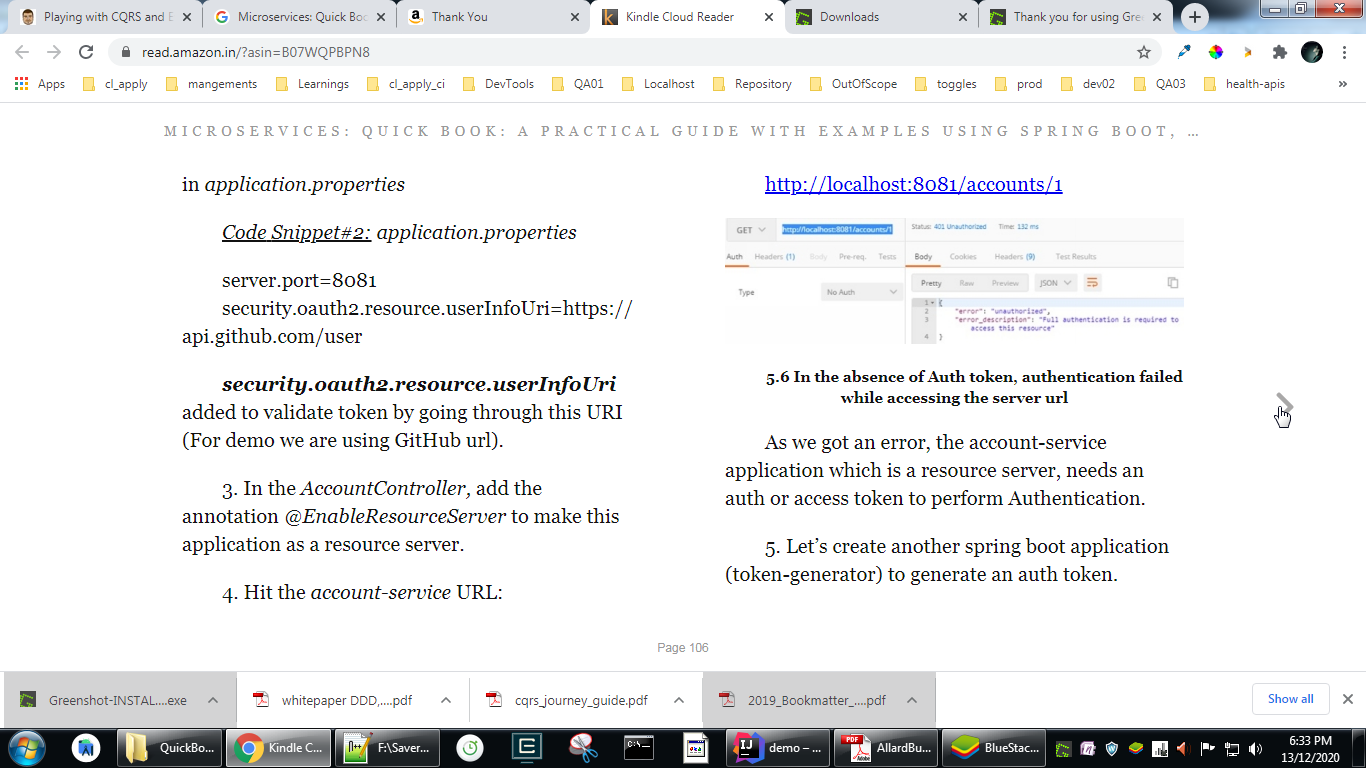 Playing with CQRS and E
Microservices: Quick Boo
Thank You
Kindle Cloud Reader
Downloads
Thank you for using Gree
read.amazon.in/?asin=B07WQPBPN8
Apps cl_apply mangements Learnings cl_apply_ci DevTools QA01 Localhost Repository OutOfScope toggles prod dev02 QA03 health-apis »
MICROSERVICES: QUICK BOOK: A PRACTICAL GUIDE WITH EXAMPLES USING SPRING BOOT, ...
in application.properties
Code Snippet#2: application.properties
server.port=8081
security.oauth2.resource.userInfoUri=https://
api.github.com/user
security.oauth2.resource.userInfoUri
added to validate token by going through this URI
(For demo we are using GitHub url).
3. In the AccountController, add the
annotation @EnableResourceServer to make this
application as a resource server.
4. Hit the account-service URL:
http://localhost:8081/accounts/1
GET http://localhost:8081/accounts/1
Status: 401 Unauthorized Time: 132 ms
Auth Headers (1) Body Pre-req. Tests
Body Cookies Headers (9) Test Results
Type No Auth
Pretty Raw Preview JSON
1 {
2 "error": "unauthorized",
3 "error_description": "Full authentication is required to
access this resource"
4 }
5.6 In the absence of Auth token, authentication failed
while accessing the server url
As we got an error, the account-service
application which is a resource server, needs an
auth or access token to perform Authentication.
5. Let's create another spring boot application
(token-generator) to generate an auth token.
Page 106
Greenshot-INSTAL....exe
whitepaper DDD,....pdf
cqrs_journey_guide.pdf
2019_Bookmatter_....pdf
Show all
QuickBo...
Kindle C...
F:\Saver...
C:\
demo – ...
AllardBu...
BlueStac...
6:33 PM
13/12/2020